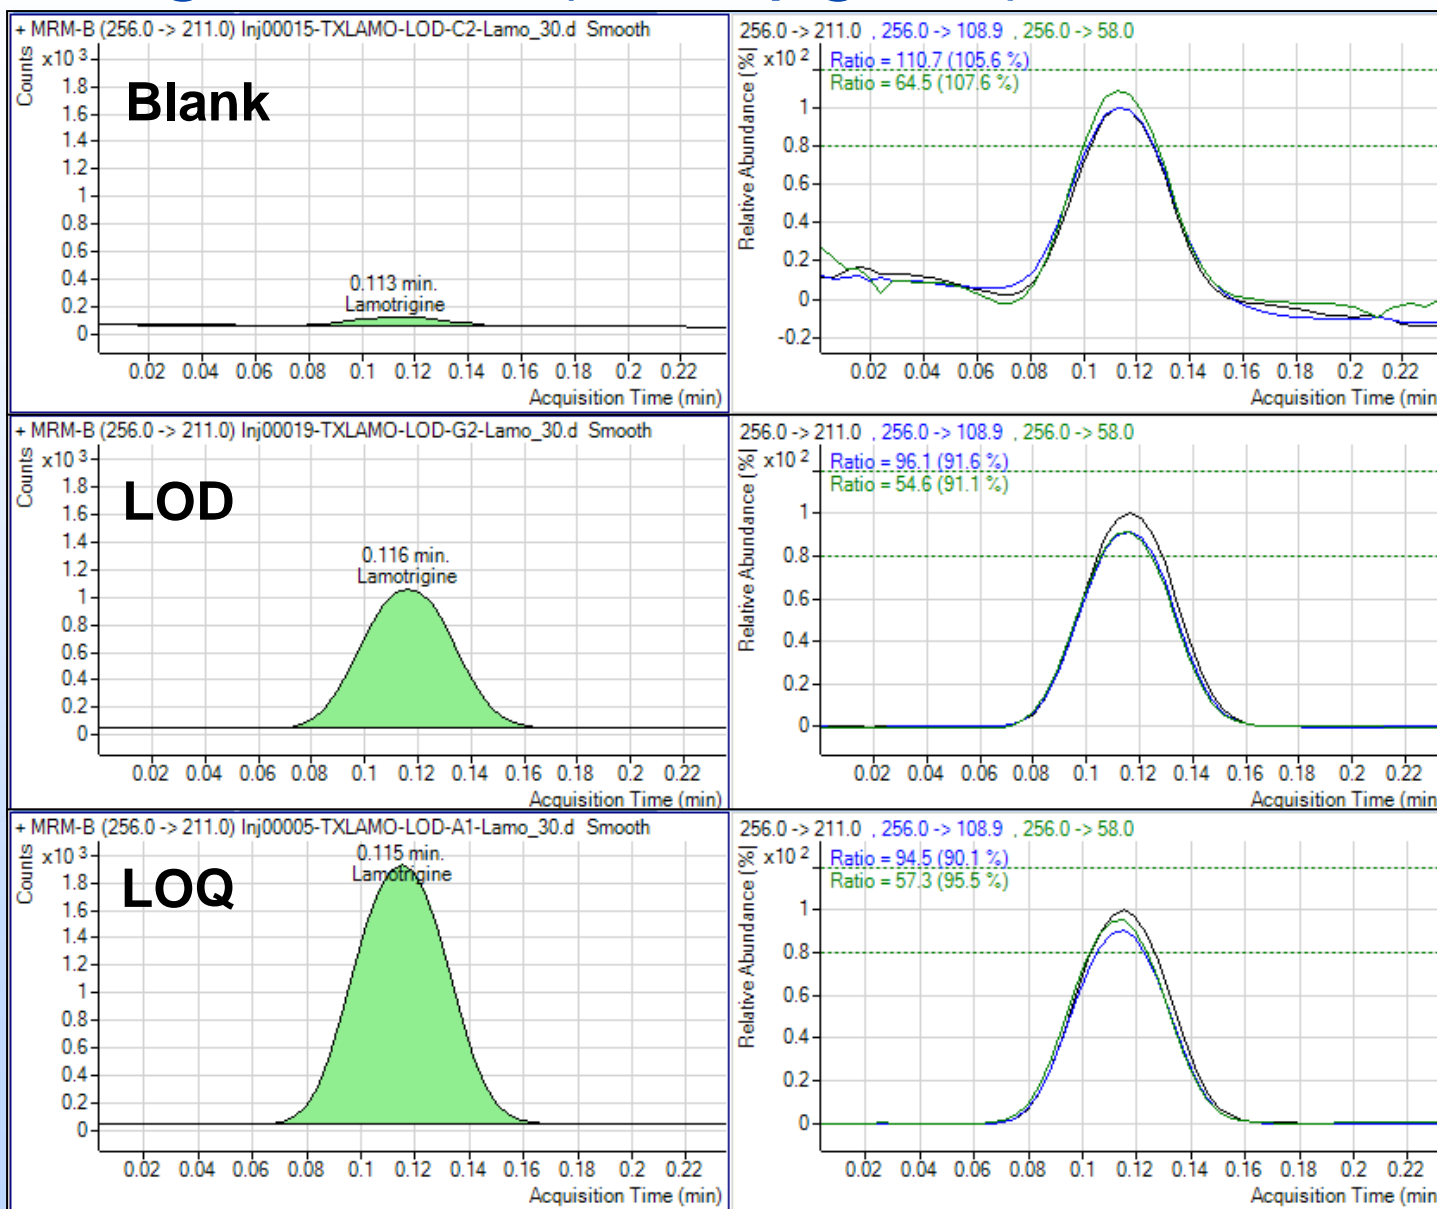 + MRM-B (256.0 -> 211.0) Inj00015-TXLAMO-LOD-C2-Lamo_30.d Smooth
Counts
x10 3
Blank
1.8
1.6
1.4
1.2
1
0.8
0.6
0.4
0.2
0
0.113 min.
Lamotrigine
0.02 0.04 0.06 0.08 0.1 0.12 0.14 0.16 0.18 0.2 0.22
Acquisition Time (min)
256.0 -> 211.0 , 256.0 -> 108.9 , 256.0 -> 58.0
Relative Abundance (%)
x10 2
Ratio = 110.7 (105.6 %)
Ratio = 64.5 (107.6 %)
1
0.8
0.6
0.4
0.2
0
-0.2
0.02 0.04 0.06 0.08 0.1 0.12 0.14 0.16 0.18 0.2 0.22
Acquisition Time (min
+ MRM-B (256.0 -> 211.0) Inj00019-TXLAMO-LOD-G2-Lamo_30.d Smooth
Counts
x10 3
LOD
1.8
1.6
1.4
1.2
1
0.8
0.6
0.4
0.2
0
0.116 min.
Lamotrigine
0.02 0.04 0.06 0.08 0.1 0.12 0.14 0.16 0.18 0.2 0.22
Acquisition Time (min)
256.0 -> 211.0 , 256.0 -> 108.9 , 256.0 -> 58.0
Relative Abundance (%)
x10 2
Ratio = 96.1 (91.6 %)
Ratio = 54.6 (91.1 %)
1
0.8
0.6
0.4
0.2
0
0.02 0.04 0.06 0.08 0.1 0.12 0.14 0.16 0.18 0.2 0.22
Acquisition Time (min
+ MRM-B (256.0 -> 211.0) Inj00005-TXLAMO-LOD-A1-Lamo_30.d Smooth
Counts
x10 3
LOQ
1.8
1.6
1.4
1.2
1
0.8
0.6
0.4
0.2
0
0.115 min.
Lamotrigine
0.02 0.04 0.06 0.08 0.1 0.12 0.14 0.16 0.18 0.2 0.22
Acquisition Time (min)
256.0 -> 211.0 , 256.0 -> 108.9 , 256.0 -> 58.0
Relative Abundance (%)
x10 2
Ratio = 94.5 (90.1 %)
Ratio = 57.3 (95.5 %)
1
0.8
0.6
0.4
0.2
0
0.02 0.04 0.06 0.08 0.1 0.12 0.14 0.16 0.18 0.2 0.22
Acquisition Time (min